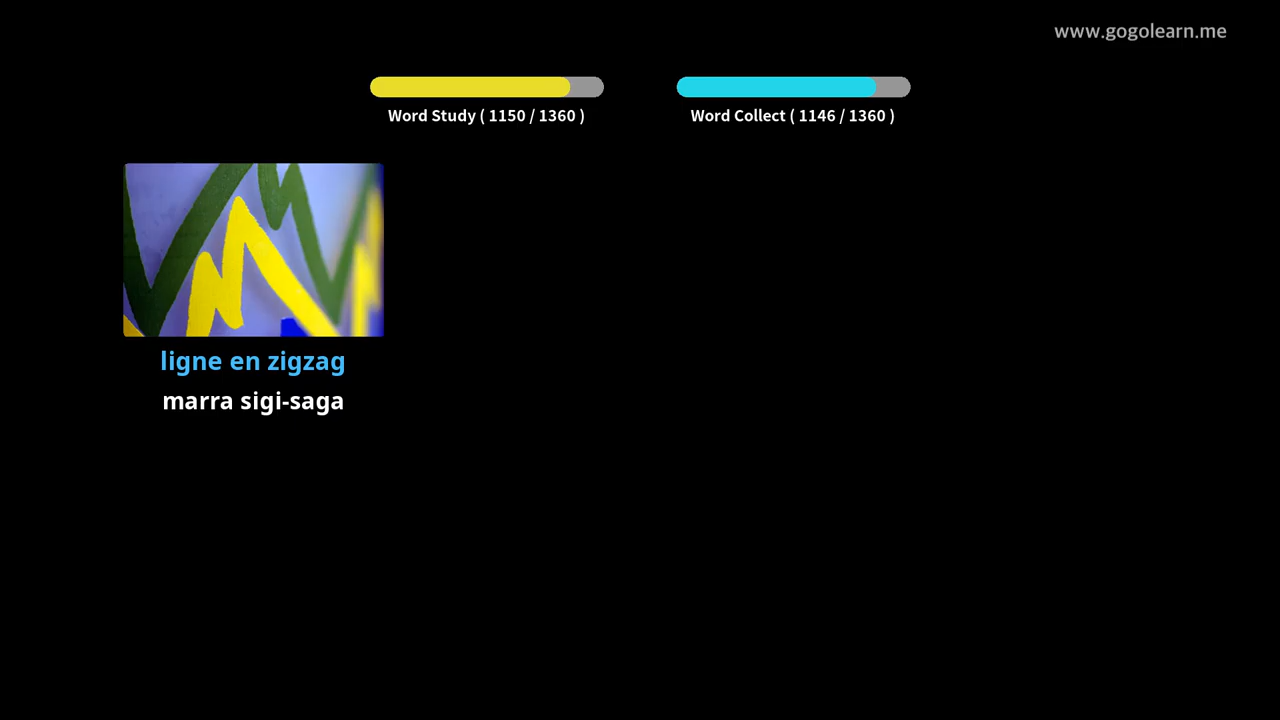 www.gogolearn.me
Word Study ( 1150 / 1360 )
Word Collect ( 1146 / 1360 )
ligne en zigzag
marra sigi-saga